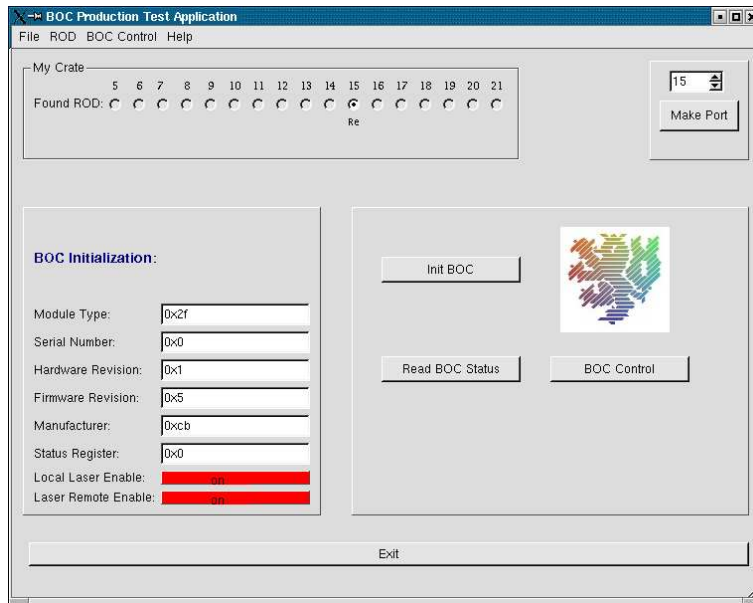 BOC Production Test Application
File ROD BOC Control Help
My Crate
5 6 7 8 9 10 11 12 13 14 15 16 17 18 19 20 21
Found ROD:
Re
15
Make Port
BOC Initialization:
Init BOC
Module Type: 0x2f
Serial Number: 0x0
Hardware Revision: 0x1
Read BOC Status BOC Control
Firmware Revision: 0x5
Manufacturer: 0xcb
Status Register: 0x0
Local Laser Enable: on
Laser Remote Enable: on
Exit